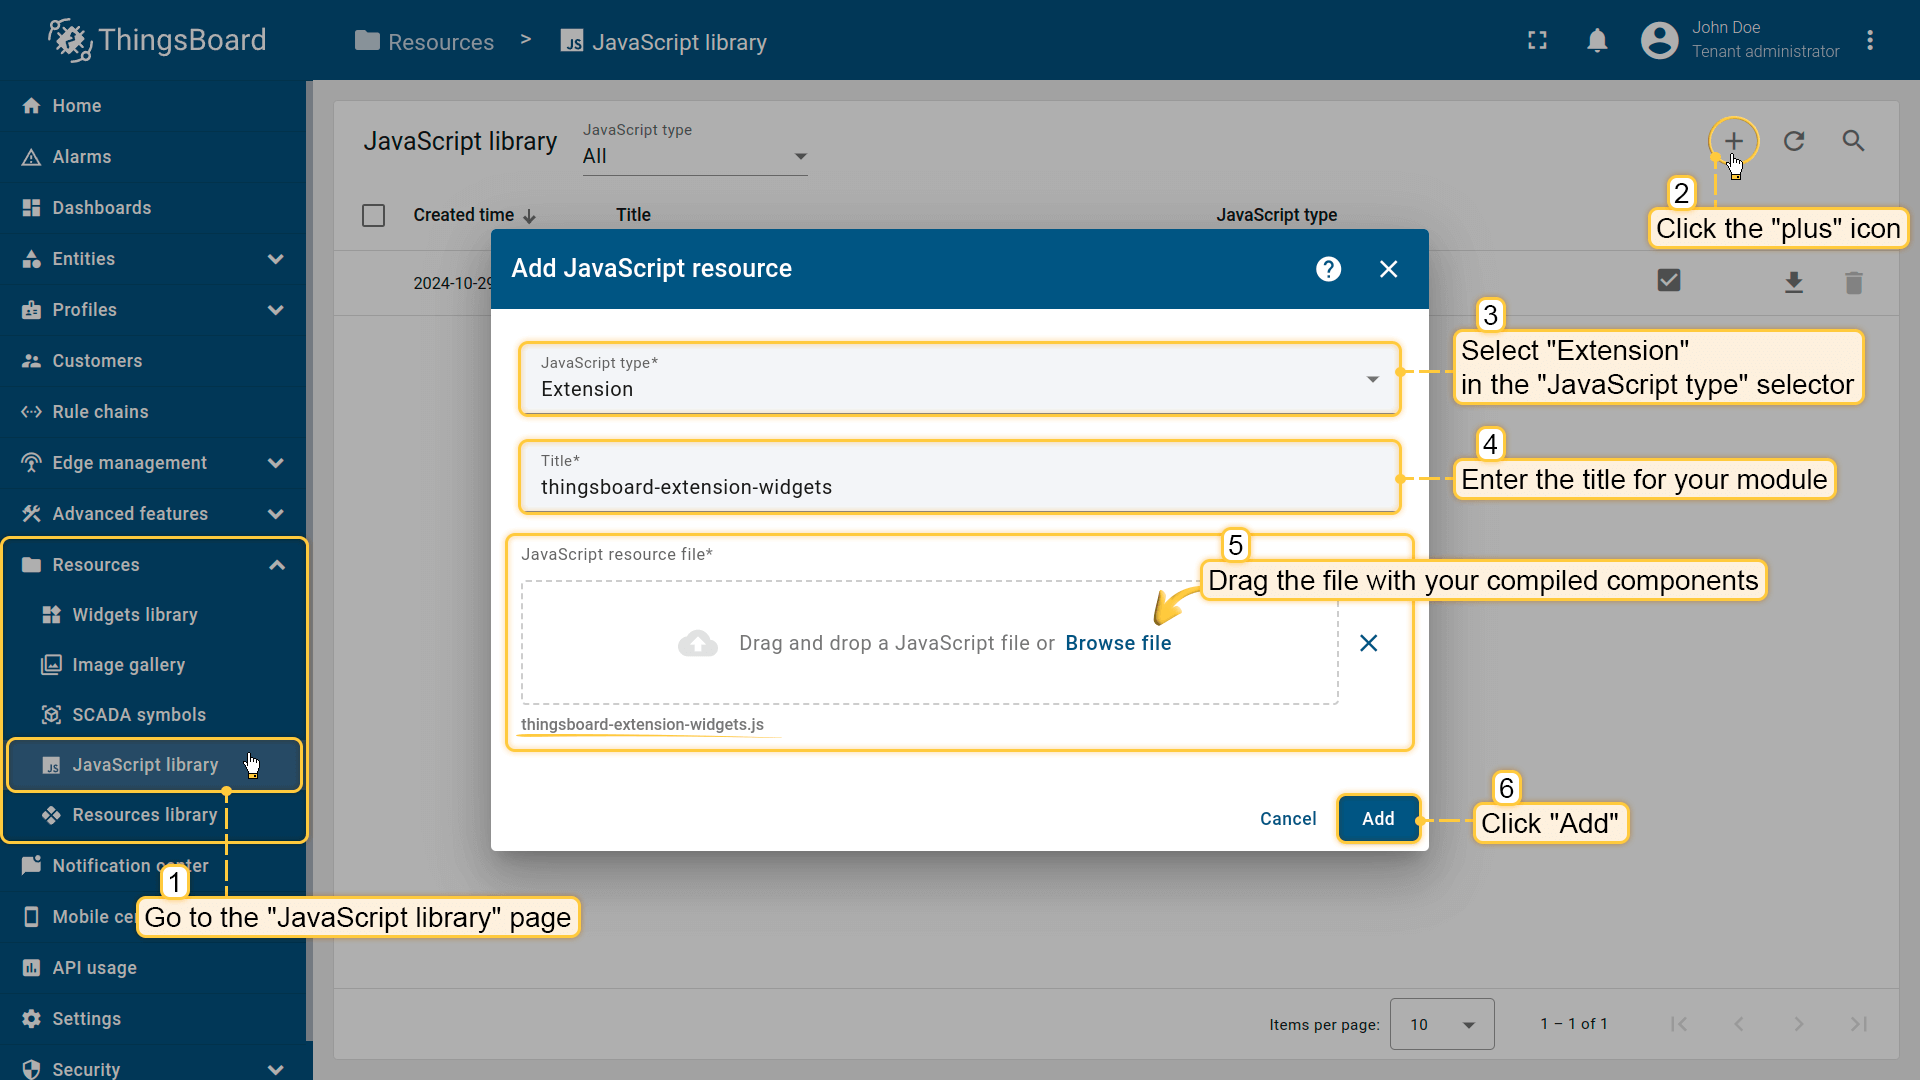 ThingsBoard
Resources
>
JavaScript library
John Doe
Tenant administrator
Home
Alarms
Dashboards
Entities
Profiles
Customers
Rule chains
Edge management
Advanced features
Resources
Widgets library
Image gallery
SCADA symbols
JS JavaScript library
Resources library
Notification center
Mobile ce
API usage
Settings
Security
1
Go to the "JavaScript library" page
JavaScript library
JavaScript type
All
2
Click the "plus" icon
Created time
Title
JavaScript type
2024-10-29
Add JavaScript resource
JavaScript type*
Extension
3
Select "Extension"
in the "JavaScript type" selector
Title*
thingsboard-extension-widgets
4
Enter the title for your module
JavaScript resource file*
5
Drag the file with your compiled components
Drag and drop a JavaScript file or Browse file
thingsboard-extension-widgets.js
Cancel
Add
6
Click "Add"
Items per page:
10
1 – 1 of 1